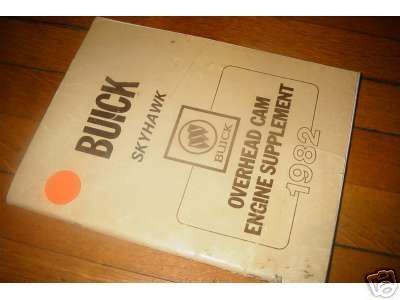 BUICK
SKYHAWK
BUICK
OVERHEAD CAM
ENGINE SUPPLEMENT
1982